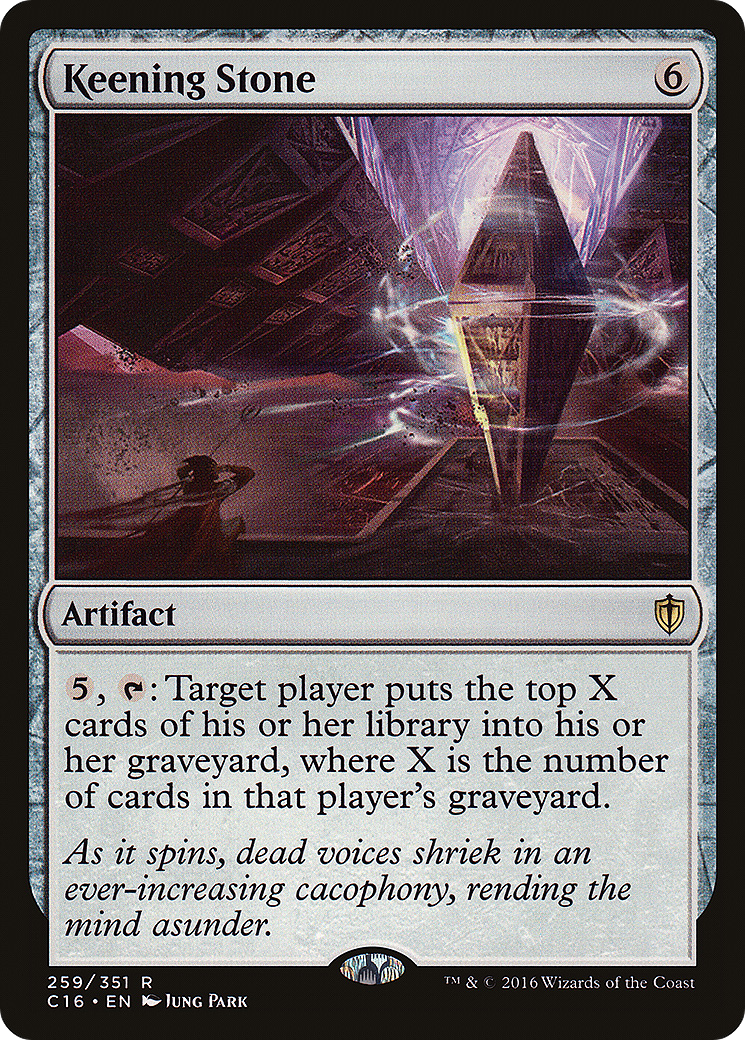 Keening Stone 6
Artifact
5, : Target player puts the top X
cards of his or her library into his or
her graveyard, where X is the number
of cards in that player's graveyard.
As it spins, dead voices shriek in an
ever-increasing cacophony, rending the
mind asunder.
259/351 R
C16 • EN Jung Park
™ & © 2016 Wizards of the Coast